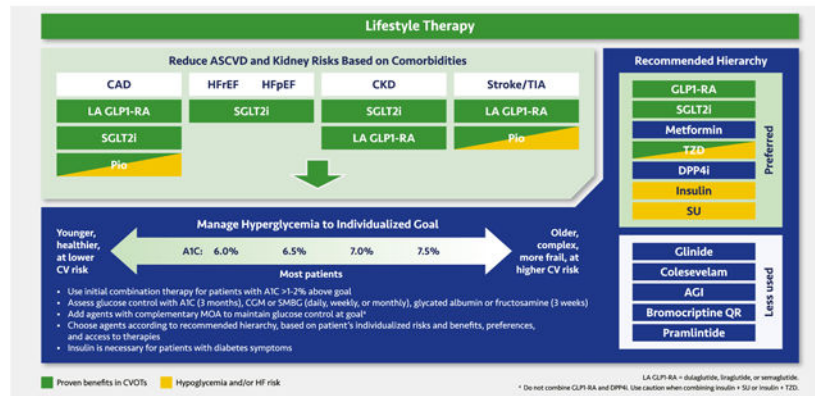 Lifestyle Therapy
Reduce ASCVD and Kidney Risks Based on Comorbidities
CAD
LA GLP1-RA
SGLT2i
Pio
HFrEF HFpEF
SGLT2i
CKD
SGLT2i
LA GLP1-RA
Stroke/TIA
LA GLP1-RA
Pio
Manage Hyperglycemia to Individualized Goal
Younger,
healthier,
at lower
CV risk
A1C: 6.0% 6.5% 7.0% 7.5%
Most patients
Older,
complex,
more frail, at
higher CV risk
• Use initial combination therapy for patients with A1C >1-2% above goal
• Assess glucose control with A1C (3 months), CGM or SMBG (daily, weekly, or monthly), glycated albumin or fructosamine (3 weeks)
• Add agents with complementary MOA to maintain glucose control at goal*
• Choose agents according to recommended hierarchy, based on patient's individualized risks and benefits, preferences,
and access to therapies
• Insulin is necessary for patients with diabetes symptoms
Recommended Hierarchy
GLP1-RA
SGLT2i
Metformin
TZD
DPP4i
Insulin
SU
Preferred
Glinide
Colesevelam
AGI
Bromocriptine QR
Pramlintide
Less used
Proven benefits in CVOTs
Hypoglycemia and/or HF risk
LA GLP1-RA = dulaglutide, liraglutide, or semaglutide.
* Do not combine GLP1-RA and DPP4i. Use caution when combining insulin + SU or insulin + TZD.